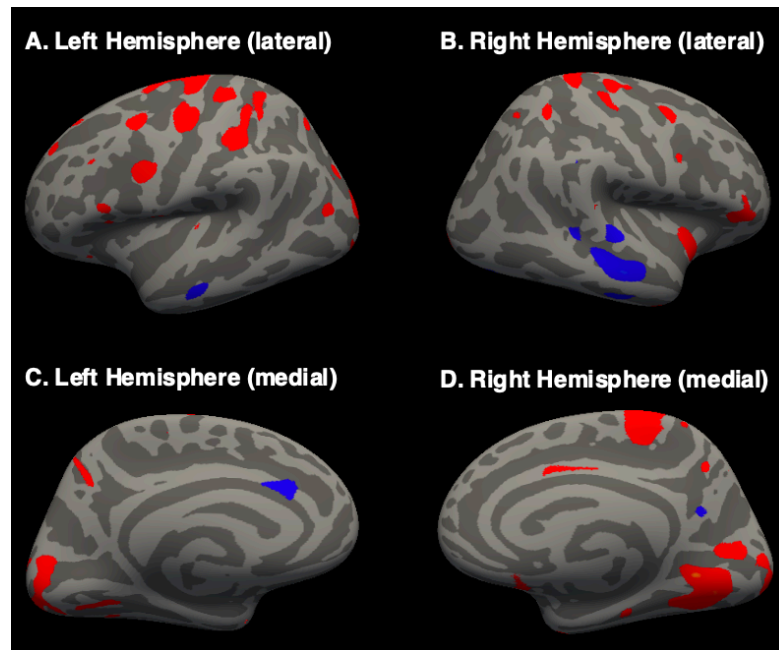 A. Left Hemisphere (lateral)
B. Right Hemisphere (lateral)
C. Left Hemisphere (medial)
D. Right Hemisphere (medial)